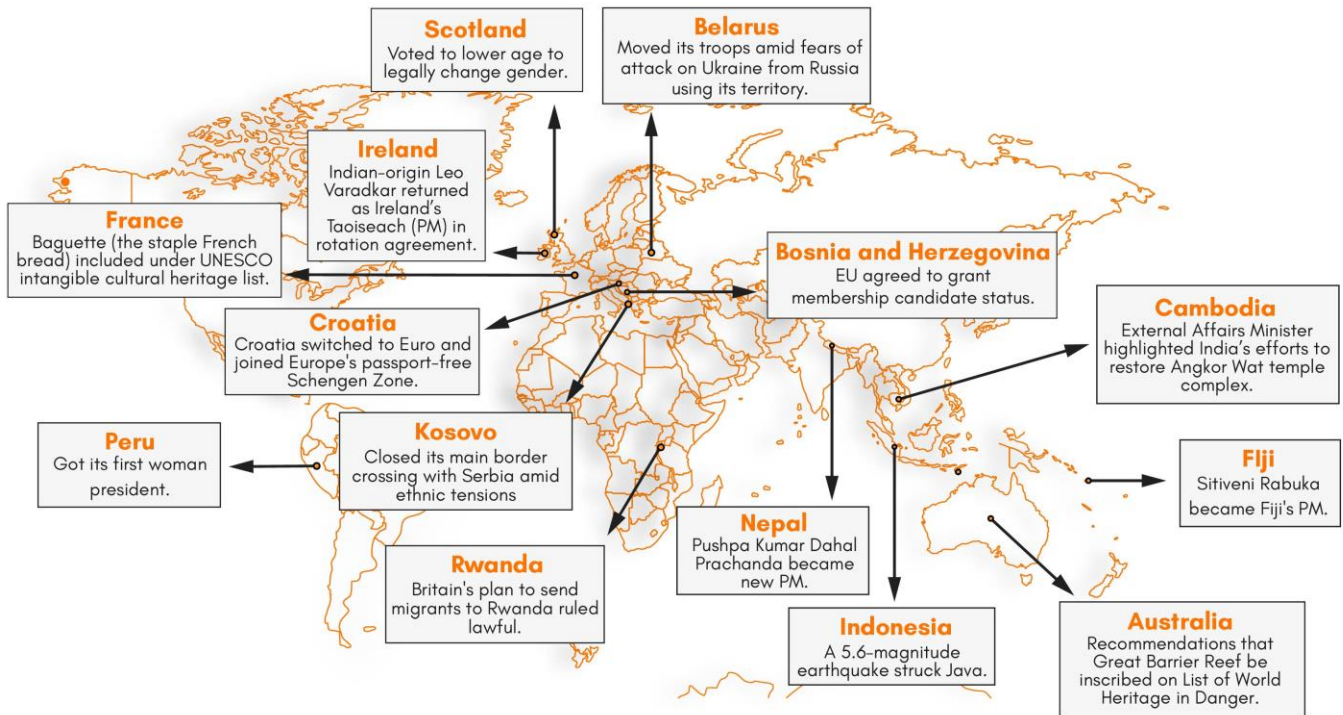 Scotland
Voted to lower age to
legally change gender.
Belarus
Moved its troops amid fears of
attack on Ukraine from Russia
using its territory.
Ireland
Indian-origin Leo
Varadkar returned
as Ireland's
Taoiseach (PM) in
rotation agreement.
France
Baguette (the staple French
bread) included under UNESCO
intangible cultural heritage list.
Bosnia and Herzegovina
EU agreed to grant
membership candidate status.
Cambodia
External Affairs Minister
highlighted India's efforts to
restore Angkor Wat temple
complex.
Croatia
Croatia switched to Euro and
joined Europe's passport-free
Schengen Zone.
Kosovo
Closed its main border
crossing with Serbia amid
ethnic tensions
Peru
Got its first woman
president.
FIji
Sitiveni Rabuka
became Fiji's PM.
Nepal
Pushpa Kumar Dahal
Prachanda became
new PM.
Rwanda
Britain's plan to send
migrants to Rwanda ruled
lawful.
Indonesia
A 5.6-magnitude
earthquake struck Java.
Australia
Recommendations that
Great Barrier Reef be
inscribed on List of World
Heritage in Danger.